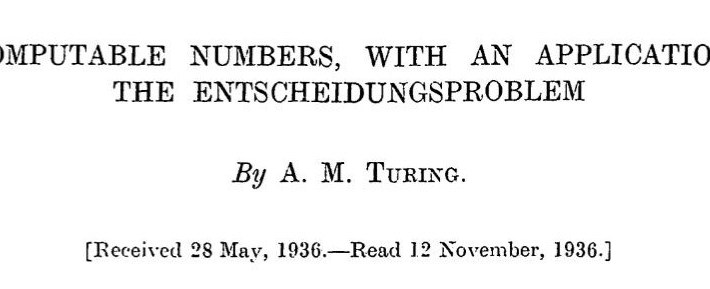 OMPUTABLE NUMBERS, WITH AN APPLICATIO
THE ENTSCHEIDUNGSPROBLEM
By A. M. TURING.
[Received 28 May, 1936.—Read 12 November, 1936.]